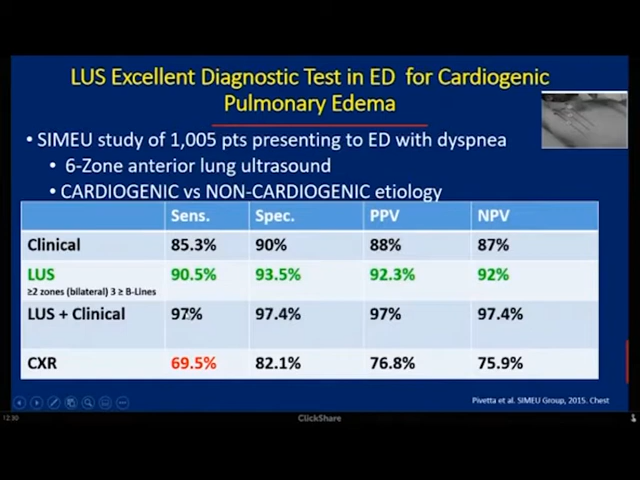 LUS Excellent Diagnostic Test in ED for Cardiogenic
Pulmonary Edema
• SIMEU study of 1,005 pts presenting to ED with dyspnea
• 6-Zone anterior lung ultrasound
• CARDIOGENIC vs NON-CARDIOGENIC etiology
Sens. Spec. PPV NPV
Clinical 85.3% 90% 88% 87%
LUS 90.5% 93.5% 92.3% 92%
≥2 zones (bilateral) 3 ≥ B-Lines
LUS + Clinical 97% 97.4% 97% 97.4%
CXR 69.5% 82.1% 76.8% 75.9%
Pivetta et al. SIMEU Group, 2015. Chest
12:30 ClickShare